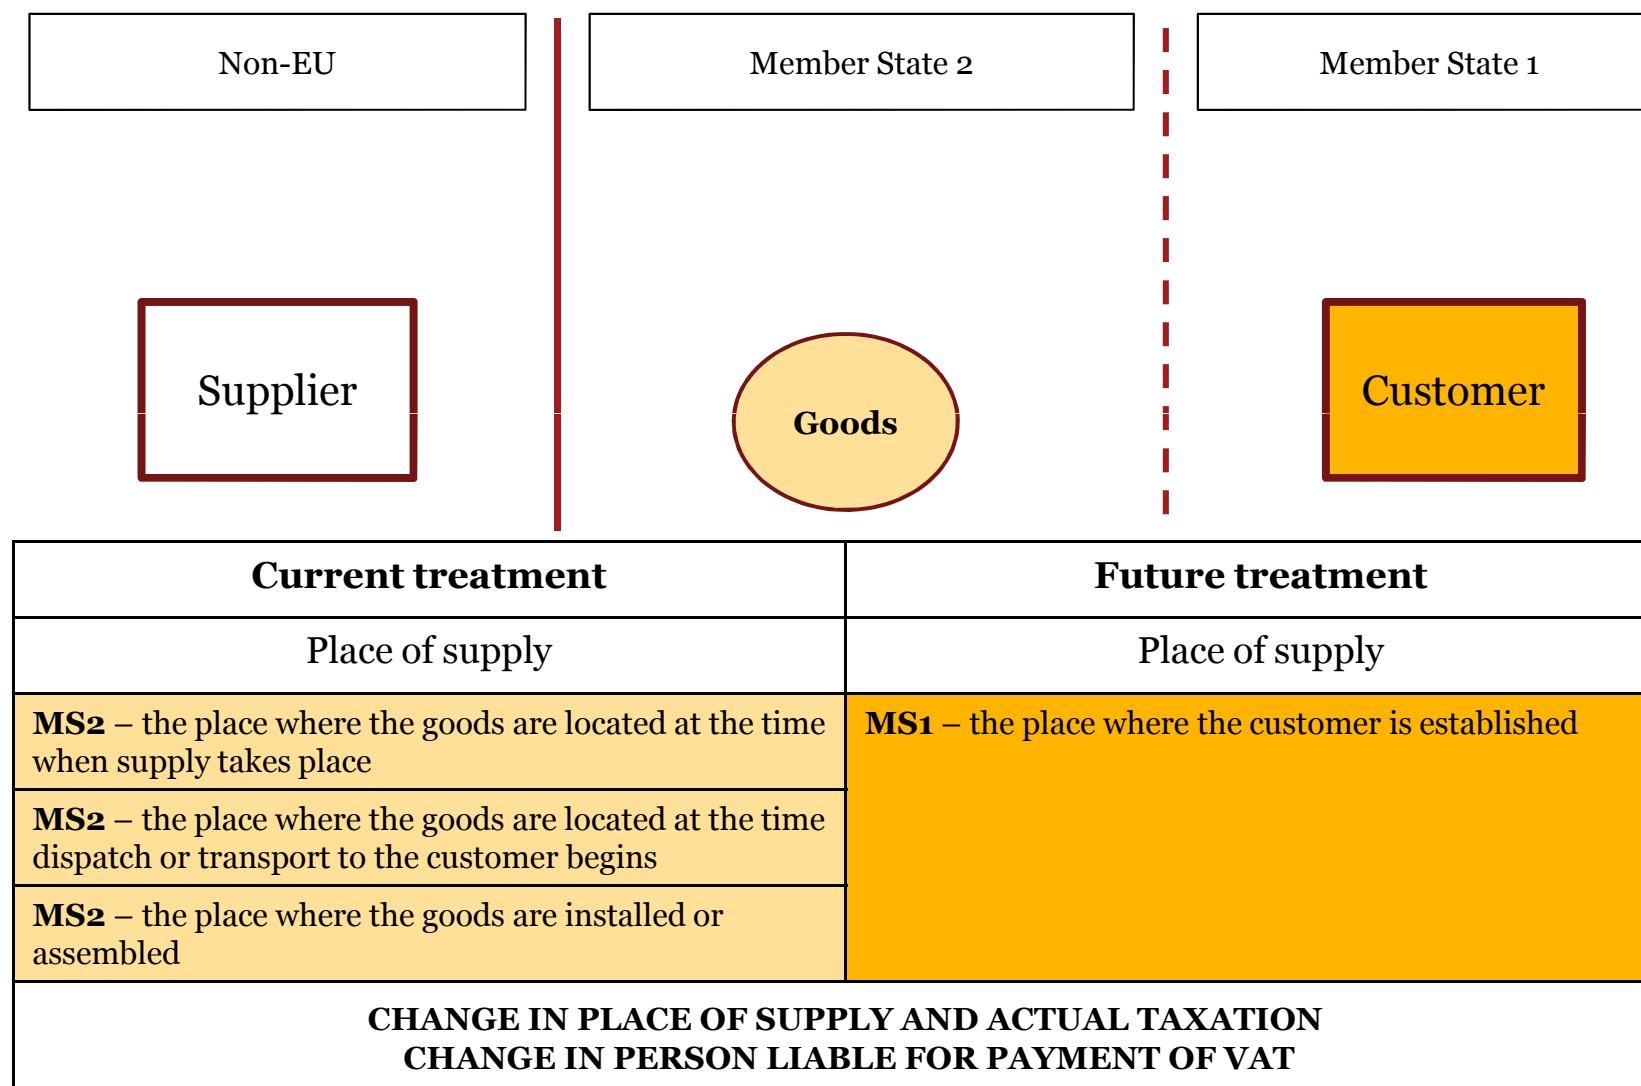 Non-EU
Member State 2
Member State 1
Supplier
Goods
Customer
Current treatment
Future treatment
Place of supply
Place of supply
MS2 – the place where the goods are located at the time
when supply takes place
MS1 – the place where the customer is established
MS2 – the place where the goods are located at the time
dispatch or transport to the customer begins
MS2 – the place where the goods are installed or
assembled
CHANGE IN PLACE OF SUPPLY AND ACTUAL TAXATION
CHANGE IN PERSON LIABLE FOR PAYMENT OF VAT